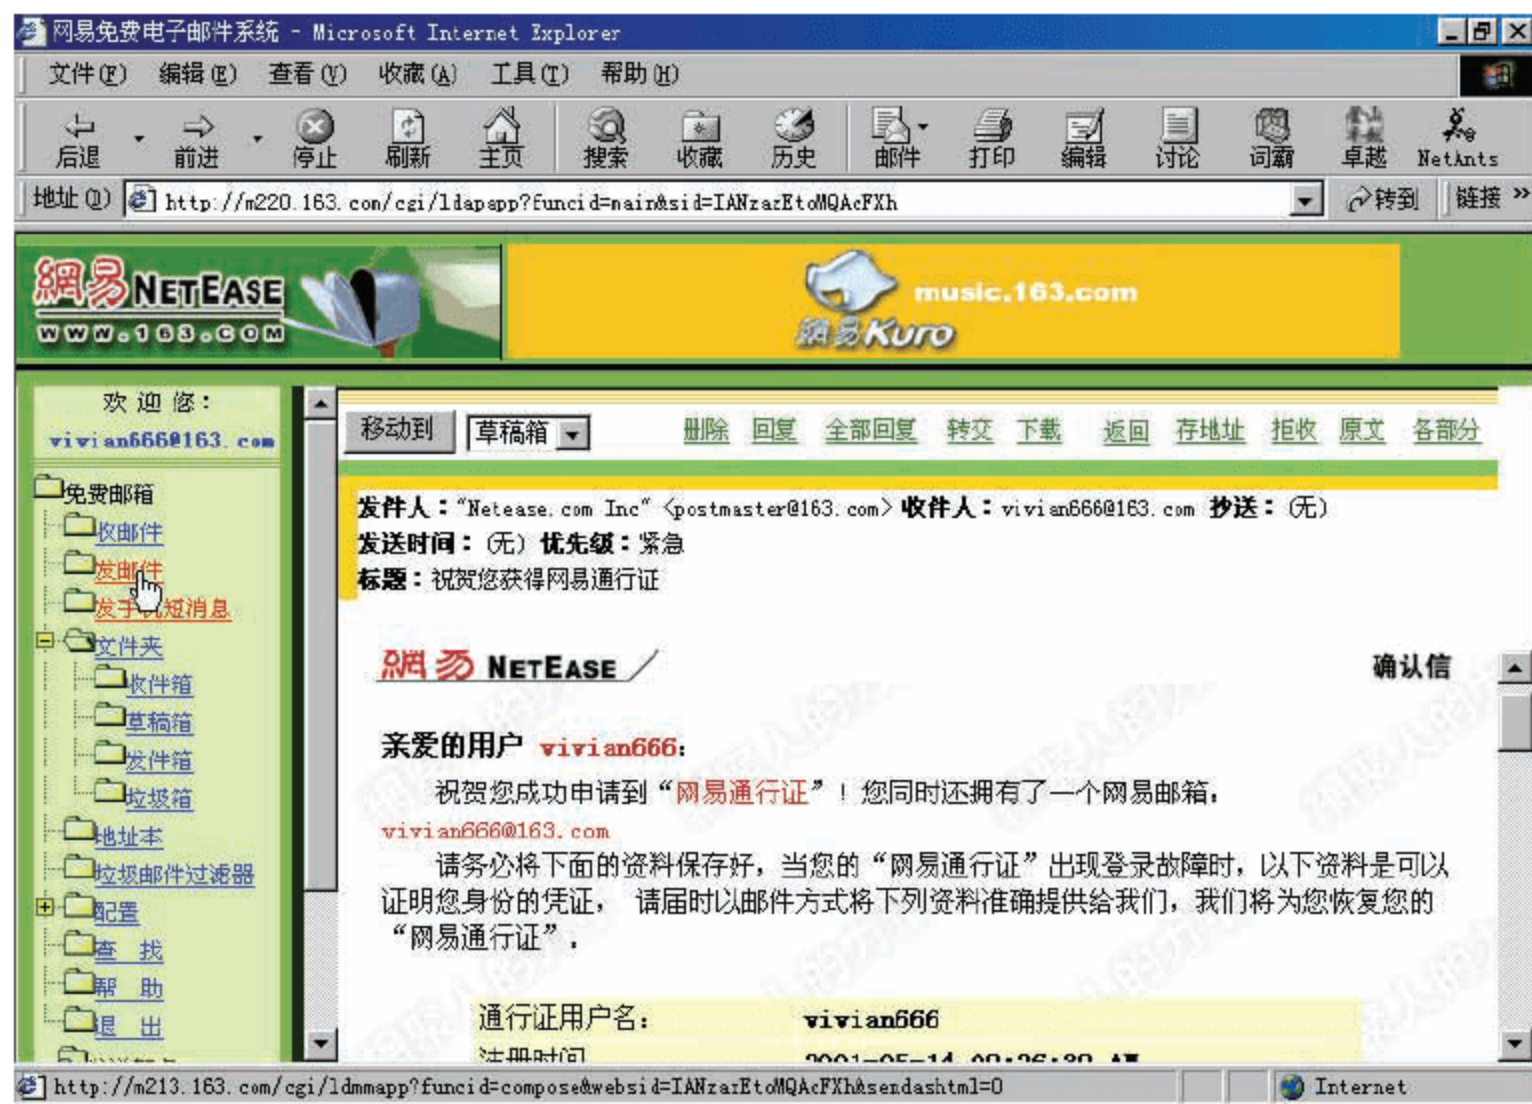 网易免费电子邮件系统 - Microsoft Internet Explorer
文件(F) 编辑(E) 查看(V) 收藏(A) 工具(T) 帮助(H)
后退 前进 停止 刷新 主页 搜索 收藏 历史 邮件 打印 编辑 讨论 词霸 卓越 NetAnts
地址(D) http://m220.163.com/cgi/ldapapp?funcid=main&sid=IANzarEtoMQAcFXh 转到 链接 »
網易 NETEASE
www.163.com
music.163.com
網易Kuro
欢 迎 您：
vivian666@163.com
移动到 草稿箱 删除 回复 全部回复 转交 下载 返回 存地址 拒收 原文 各部分
免费邮箱
收邮件
发邮件
发手机短消息
文件夹
收件箱
草稿箱
发件箱
垃圾箱
地址本
垃圾邮件过滤器
配置
查 找
帮 助
退 出
发件人："Netease.com Inc" <postmaster@163.com> 收件人：vivian666@163.com 抄送：(无)
发送时间：(无) 优先级：紧急
标题：祝贺您获得网易通行证
網易 NETEASE 确认信
亲爱的用户 vivian666:
祝贺您成功申请到“网易通行证”！您同时还拥有了一个网易邮箱，
vivian666@163.com
请务必将下面的资料保存好，当您的“网易通行证”出现登录故障时，以下资料是可以
证明您身份的凭证， 请届时以邮件方式将下列资料准确提供给我们，我们将为您恢复您的
“网易通行证”．
通行证用户名： vivian666
注册时间 2001-05-14
http://m213.163.com/cgi/ldmmapp?funcid=compose&websid=IANzarEtoMQAcFXh&sendashtml=0 Internet